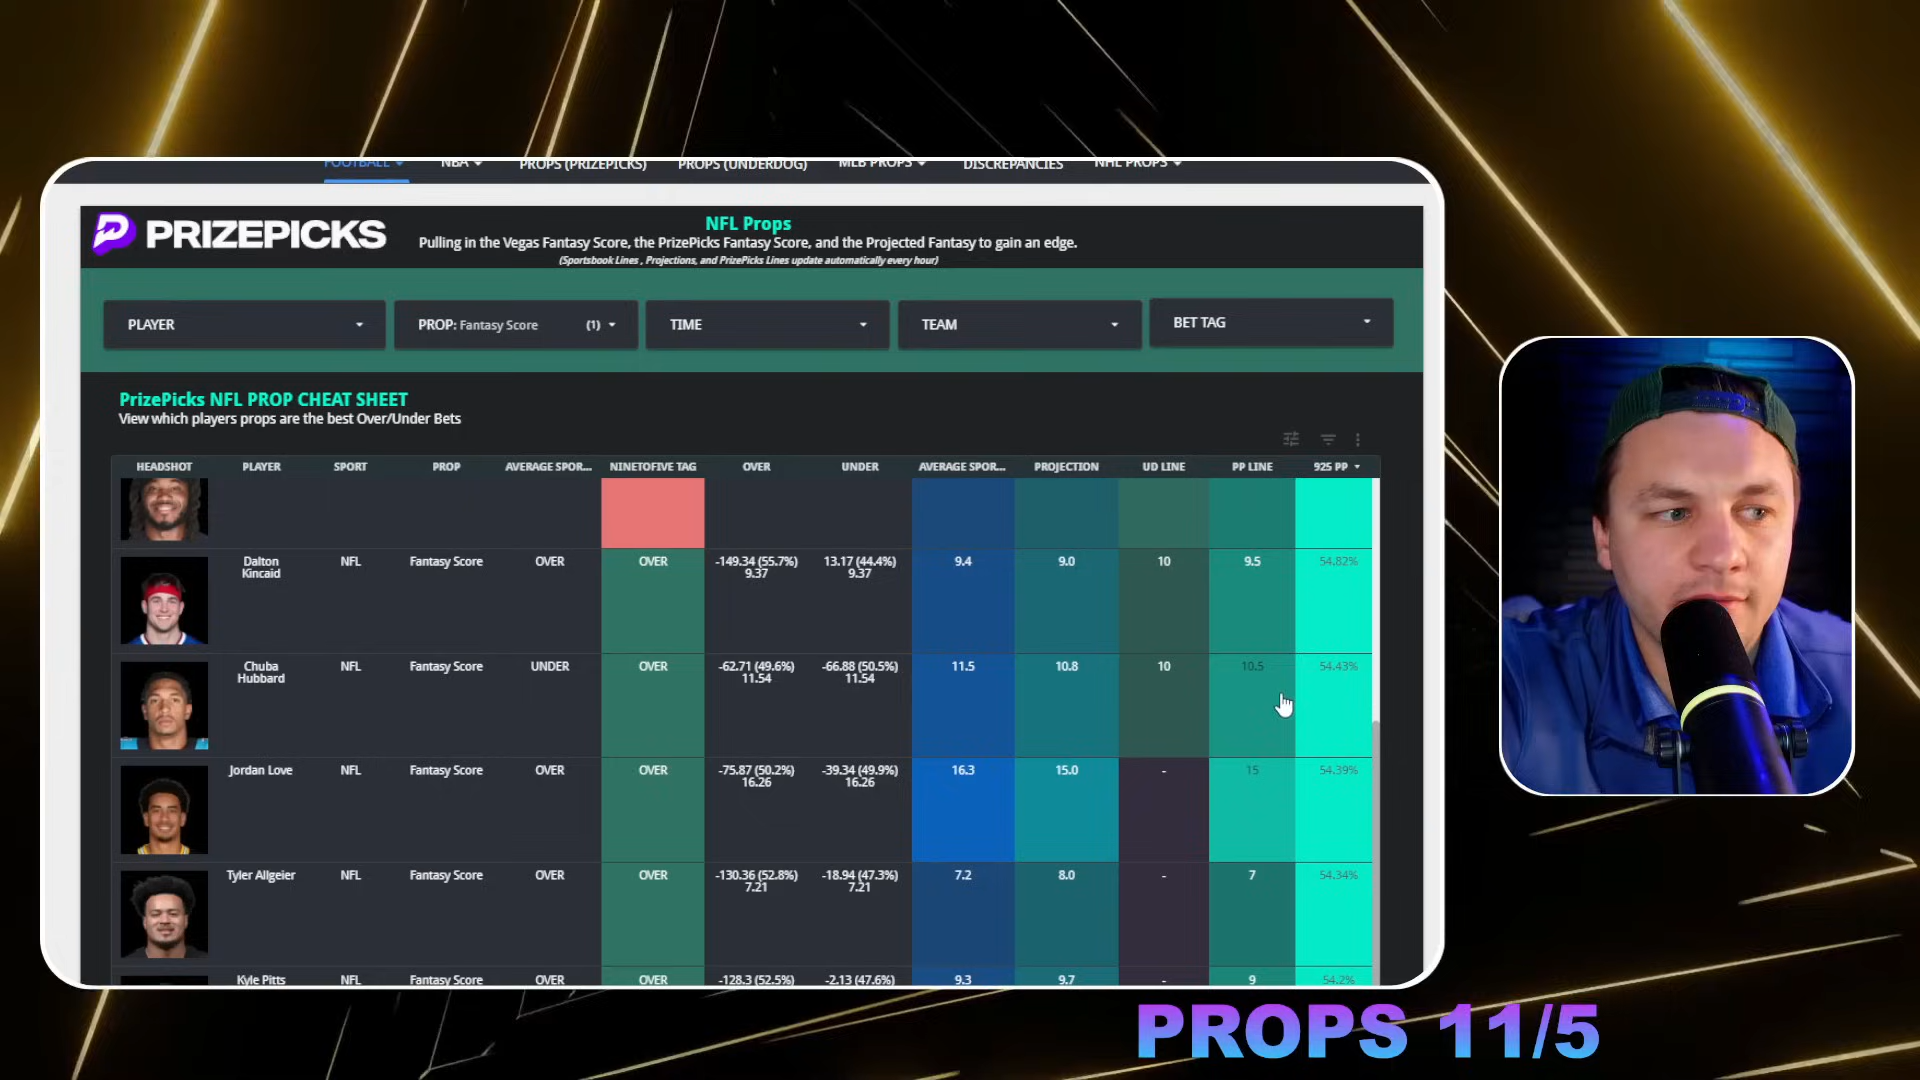 FOOTBALL NBA PROPS (PRIZEPICKS) PROPS (UNDERDOG) MLB PROPS DISCREPANCIES NHL PROPS
PRIZEPICKS
NFL Props
Pulling in the Vegas Fantasy Score, the PrizePicks Fantasy Score, and the Projected Fantasy to gain an edge.
(Sportsbook Lines , Projections, and PrizePicks Lines update automatically every hour)
PLAYER PROP: Fantasy Score (1) TIME TEAM BET TAG
PrizePicks NFL PROP CHEAT SHEET
View which players props are the best Over/Under Bets
HEADSHOT PLAYER SPORT PROP AVERAGE SPOR... NINETOFIVE TAG OVER UNDER AVERAGE SPOR... PROJECTION UD LINE PP LINE 925 PP
Dalton NFL Fantasy Score OVER OVER -149.34 (55.7%) 13.17 (44.4%) 9.4 9.0 10 9.5 54.82%
Kincaid 9.37 9.37
Chuba NFL Fantasy Score UNDER OVER -62.71 (49.6%) -66.88 (50.5%) 11.5 10.8 10 10.5 54.43%
Hubbard 11.54 11.54
Jordan Love NFL Fantasy Score OVER OVER -75.87 (50.2%) -39.34 (49.9%) 16.3 15.0 - 15 54.39%
16.26 16.26
Tyler Allgeier NFL Fantasy Score OVER OVER -130.36 (52.8%) -18.94 (47.3%) 7.2 8.0 - 7 54.34%
7.21 7.21
Kyle Pitts NFL Fantasy Score OVER OVER -128.3 (52.5%) -2.13 (47.6%) 9.3 9.7 - 9 54.2%
PROPS 11/5